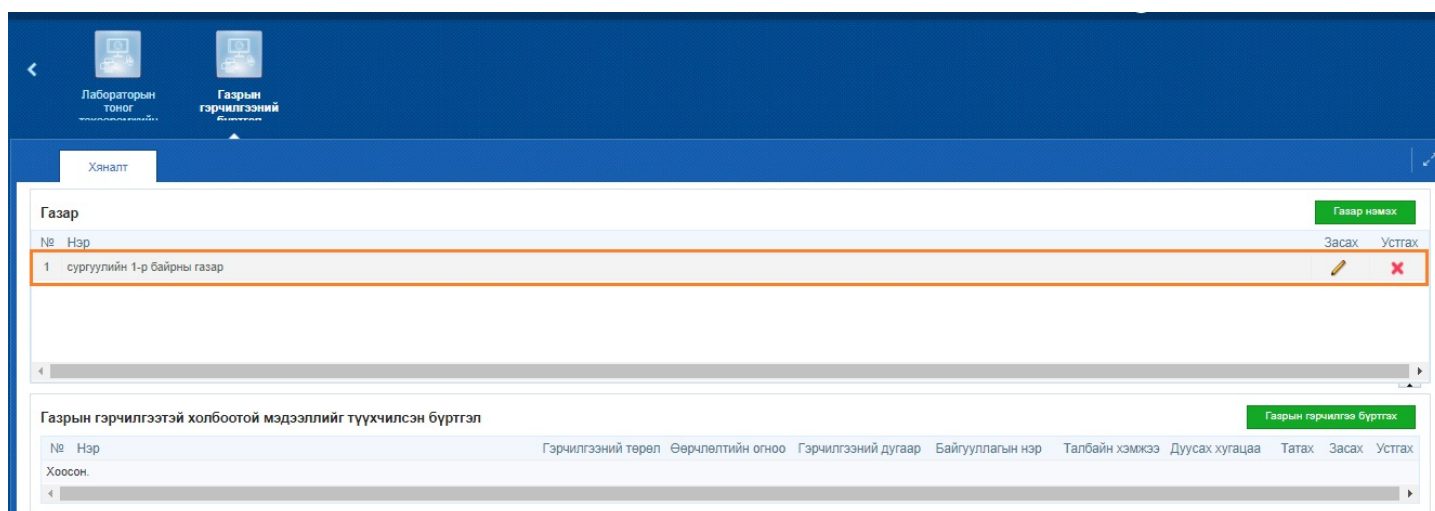 Лабораторын
тоног
Газрын
гэрчилгээний
Хяналт
Газар
Газар нэмэх
№ Нэр Засах Устгах
1 сургуулийн 1-р байрны газар
Газрын гэрчилгээтэй холбоотой мэдээллийг түүхчилсэн бүртгэл
Газрын гэрчилгээ бүртгэх
№ Нэр Гэрчилгээний төрөл Өөрчлөлтийн огноо Гэрчилгээний дугаар Байгууллагын нэр Талбайн хэмжээ Дуусах хугацаа Татах Засах Устгах
Хоосон.